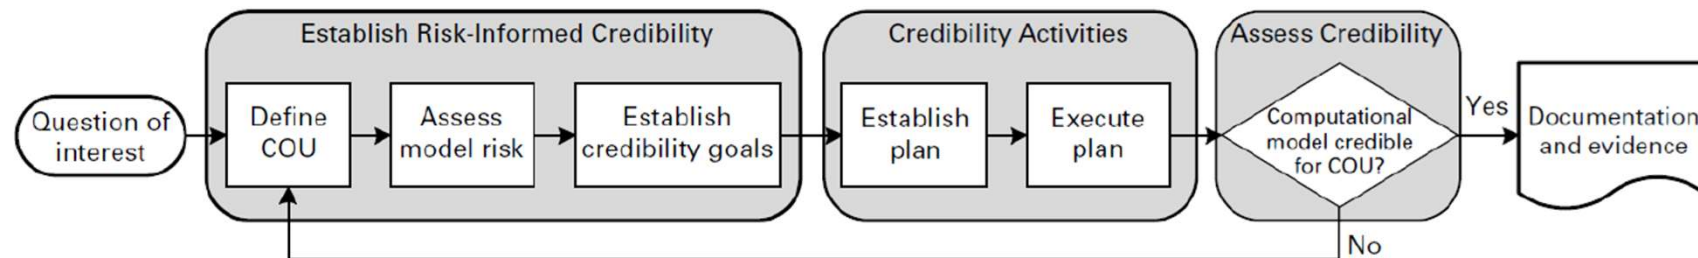 Establish Risk-Informed Credibility
Credibility Activities
Assess Credibility
Question of
interest
Define
COU
Assess
model risk
Establish
credibility goals
Establish
plan
Execute
plan
Computational
model credible
for COU?
Yes
Documentation
and evidence
No